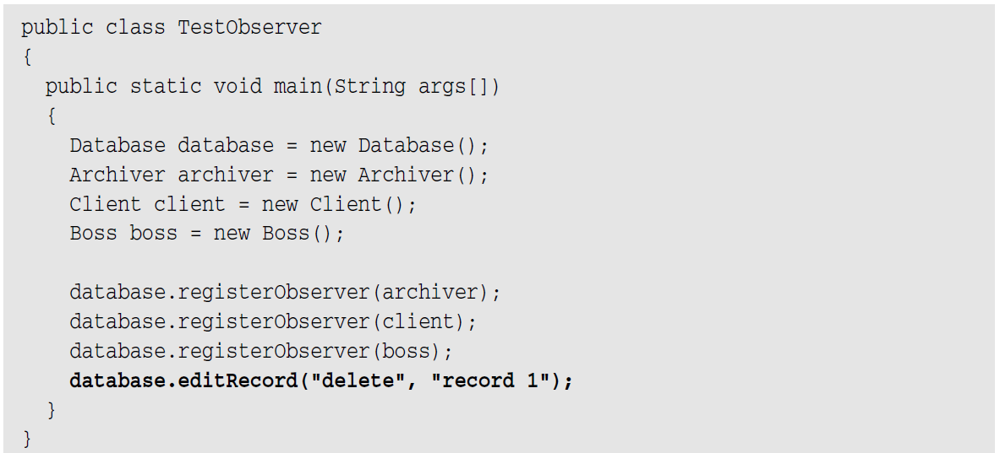 public class TestObserver
{
public static void main(String args[])
{
Database database = new Database();
Archiver archiver = new Archiver();
Client client = new Client();
Boss boss = new Boss();
database.registerObserver(archiver);
database.registerObserver(client);
database.registerObserver(boss);
database.editRecord("delete", "record 1");
}
}